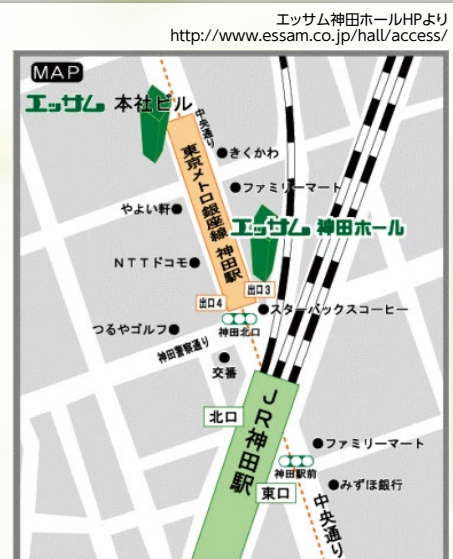 エッサム神田ホールHPより
http://www.essam.co.jp/hall/access/
MAP
エッサム 本社ビル
中央通り
きくかわ
東京メトロ銀座線 神田駅
ファミリーマート
やよい軒
エッサム 神田ホール
NTTドコモ
出口3
出口4
スターバックスコーヒー
神田北口
つるやゴルフ
神田警察通り
交番
JR神田駅
北口
ファミリーマート
神田駅前
東口
みずほ銀行
中央通り